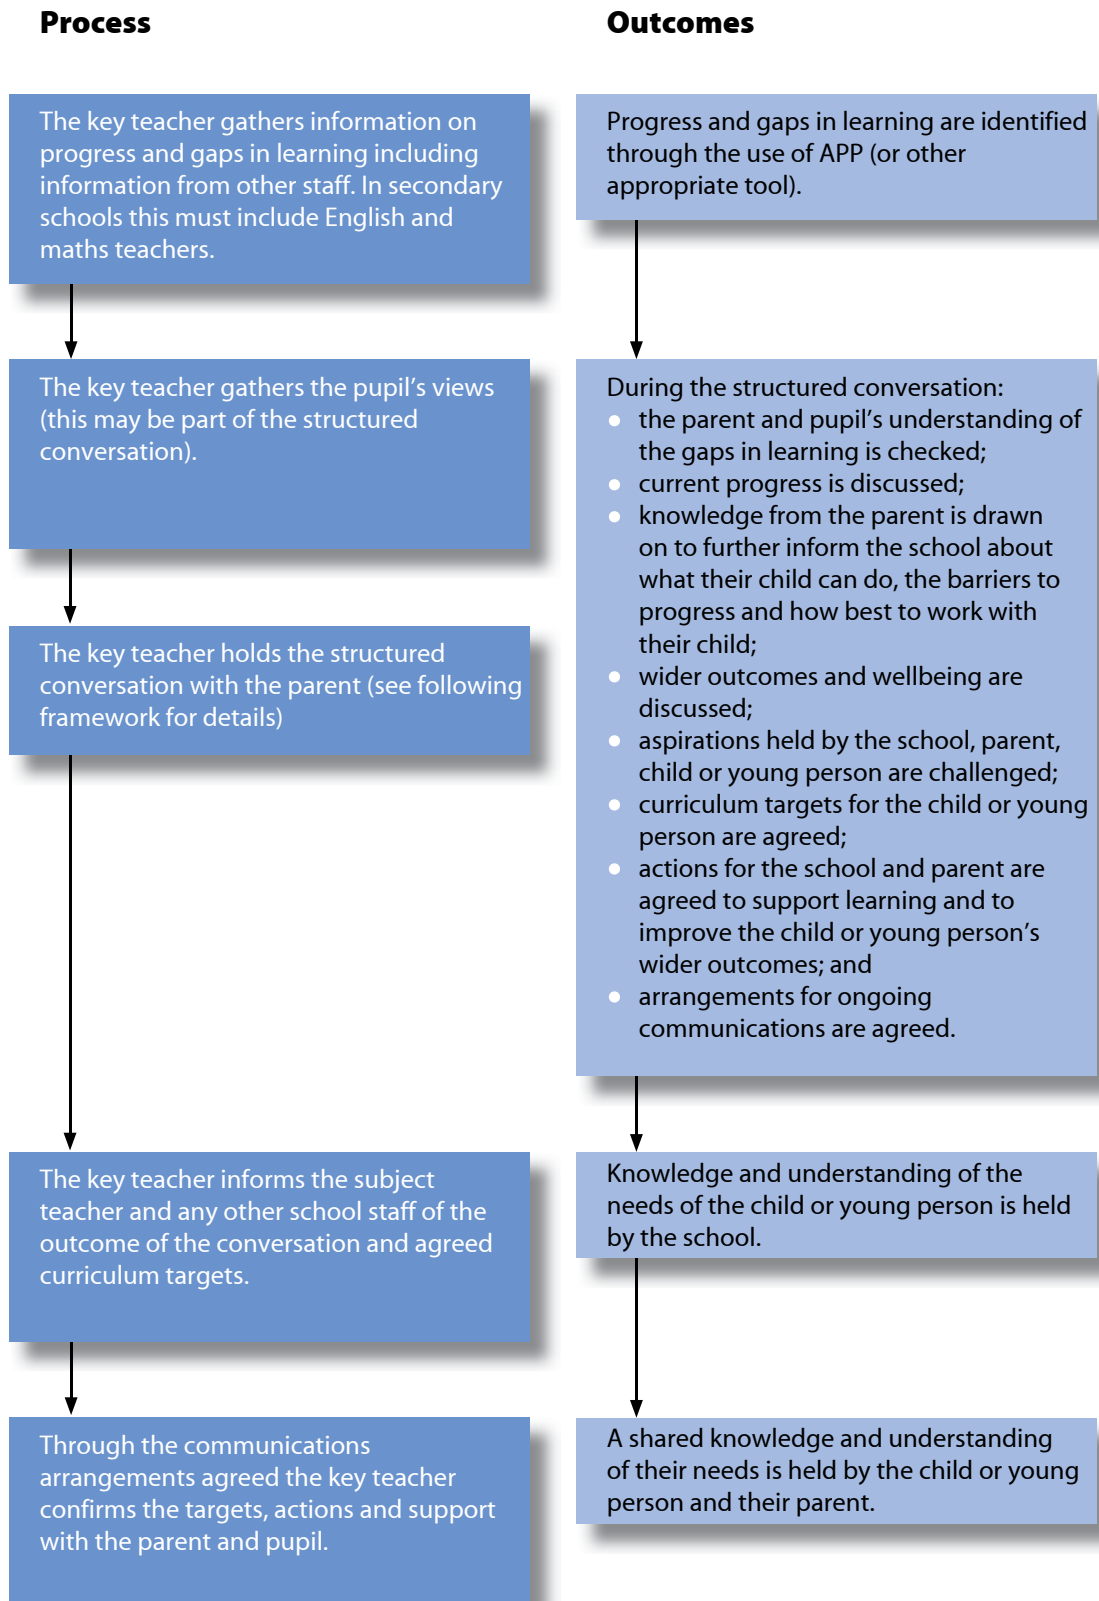 Process
The key teacher gathers information on
progress and gaps in learning including
information from other staff. In secondary
schools this must include English and
maths teachers.
The key teacher gathers the pupil’s views
(this may be part of the structured
conversation).
The key teacher holds the structured
conversation with the parent (see following
framework for details)
The key teacher informs the subject
teacher and any other school staff of the
outcome of the conversation and agreed
curriculum targets.
Through the communications
arrangements agreed the key teacher
confirms the targets, actions and support
with the parent and pupil.
Outcomes
Progress and gaps in learning are identified
through the use of APP (or other
appropriate tool).
During the structured conversation:
• the parent and pupil’s understanding of
the gaps in learning is checked;
• current progress is discussed;
• knowledge from the parent is drawn
on to further inform the school about
what their child can do, the barriers to
progress and how best to work with
their child;
• wider outcomes and wellbeing are
discussed;
• aspirations held by the school, parent,
child or young person are challenged;
• curriculum targets for the child or young
person are agreed;
• actions for the school and parent are
agreed to support learning and to
improve the child or young person’s
wider outcomes; and
• arrangements for ongoing
communications are agreed.
Knowledge and understanding of the
needs of the child or young person is held
by the school.
A shared knowledge and understanding
of their needs is held by the child or young
person and their parent.